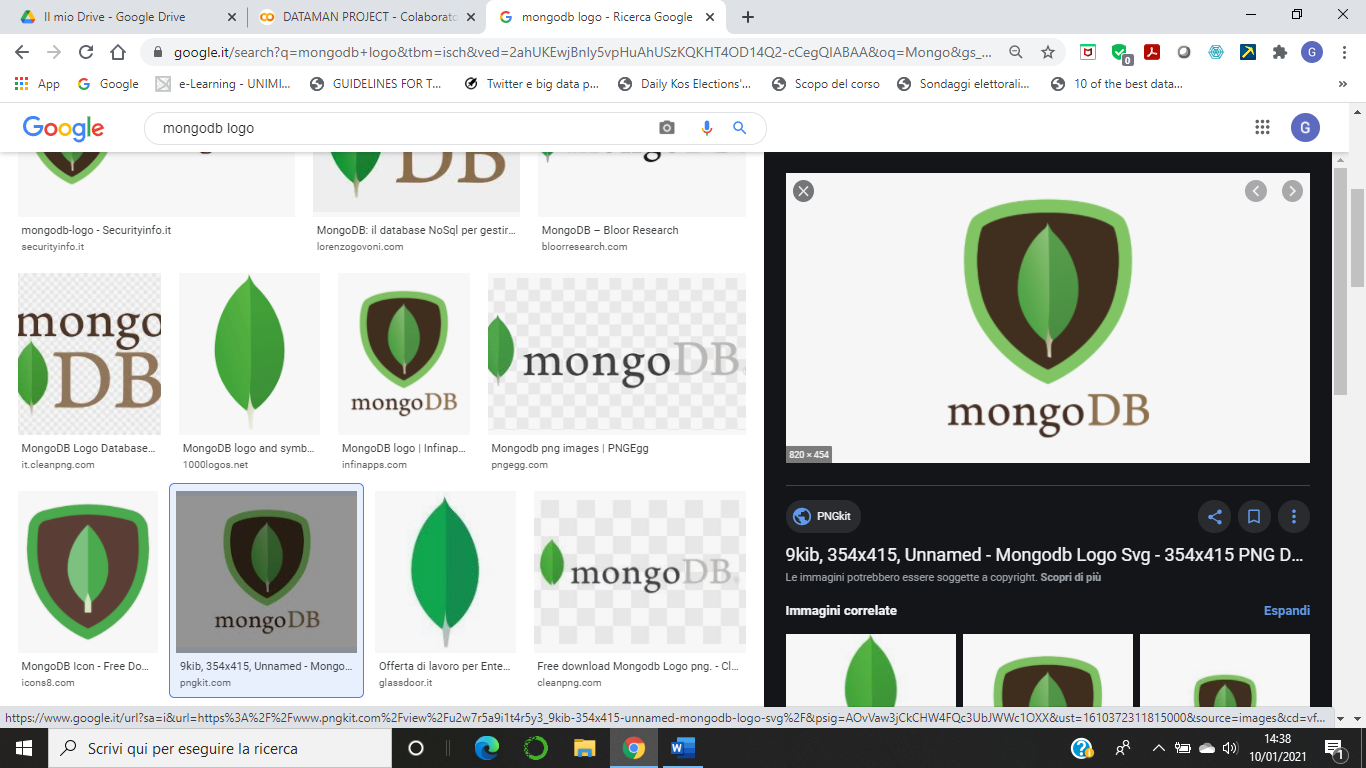 Il mio Drive - Google Drive
DATAMAN PROJECT - Colaborato
mongodb logo - Ricerca Google
google.it/search?q=mongodb+logo&tbm=isch&ved=2ahUKEwjBnIy5vpHuAhUSzKQKHT4OD14Q2-cCegQIABAA&oq=Mongo&gs_...
0
G
App
Google
e-Learning - UNIMI...
GUIDELINES FOR T...
Twitter e big data p...
Daily Kos Elections'...
Scopo del corso
Sondaggi elettorali...
10 of the best data...
»
Google
mongodb logo
G
DB
mongodb-logo - Securityinfo.it
securityinfo.it
MongoDB: il database NoSql per gestir...
lorenzogovoni.com
MongoDB – Bloor Research
bloorresearch.com
mongo
DB
mongoDB
mongoDB
MongoDB Logo Database...
it.cleanpng.com
MongoDB logo and symb...
1000logos.net
MongoDB logo | Infinap...
infinapps.com
Mongodb png images | PNGEgg
pngegg.com
mongoDB
mongoDB
MongoDB Icon - Free Do...
icons8.com
9kib, 354x415, Unnamed - Mongo...
pngkit.com
Offerta di lavoro per Ente...
glassdoor.it
Free download Mongodb Logo png. - Cl...
cleanpng.com
mongoDB
820 × 454
PNGkit
9kib, 354x415, Unnamed - Mongodb Logo Svg - 354x415 PNG D...
Le immagini potrebbero essere soggette a copyright. Scopri di più
Immagini correlate
Espandi
https://www.google.it/url?sa=i&url=https%3A%2F%2Fwww.pngkit.com%2Fview%2Fu2w7r5a9i1t4r5y3_9kib-354x415-unnamed-mongodb-logo-svg%2F&psig=AOvVaw3jCkCHW4FQc3UbJWWc1OXX&ust=1610372311815000&source=images&cd=vf...
Scrivi qui per eseguire la ricerca
14:38
10/01/2021
1